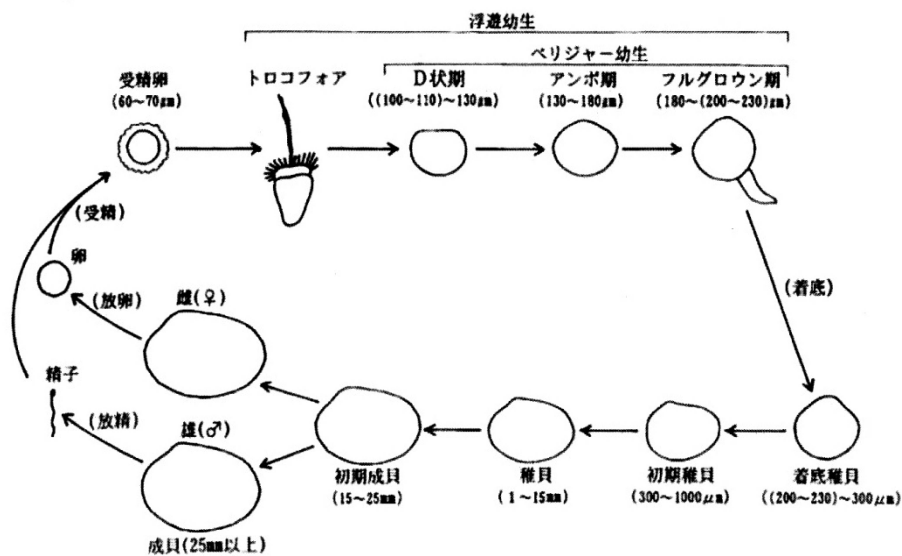 浮遊幼生
ベリジャー幼生
受精卵
(60〜70μm)
トロコフォア
D状期
((100〜110)〜130μm)
アンボ期
(130〜180μm)
フルグロウン期
(180〜(200〜230)μm)
(受精)
卵
(放卵)
雌(♀)
(着底)
精子
(放精)
雄(♂)
成貝(25mm以上)
初期成貝
(15〜25mm)
稚貝
(1〜15mm)
初期稚貝
(300〜1000μm)
着底稚貝
((200〜230)〜300μm)